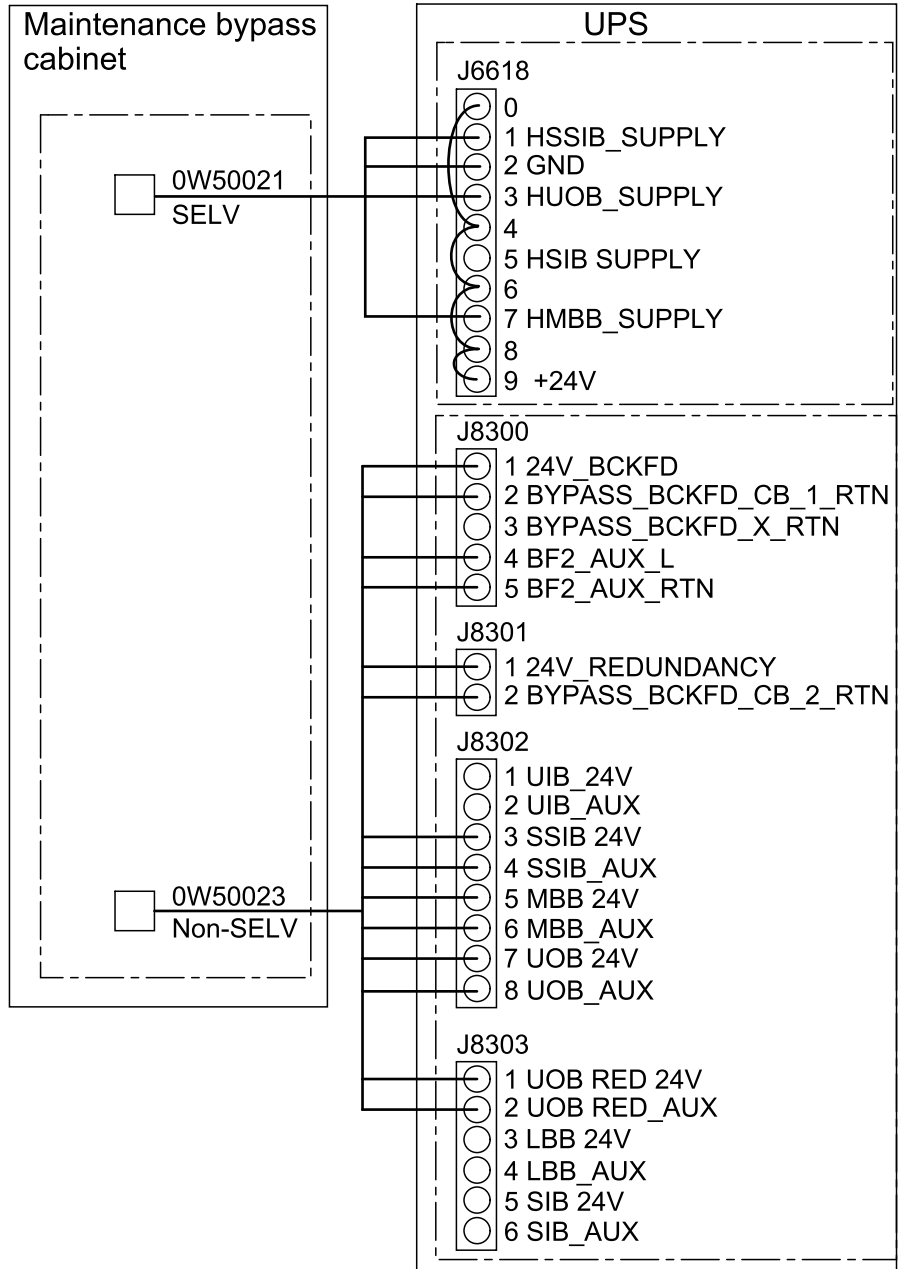 Maintenance bypass
cabinet
0W50021
SELV
0W50023
Non-SELV
UPS
J6618
0
1 HSSIB_SUPPLY
2 GND
3 HUOB_SUPPLY
4
5 HSIB SUPPLY
6
7 HMBB_SUPPLY
8
9 +24V
J8300
1 24V_BCKFD
2 BYPASS_BCKFD_CB_1_RTN
3 BYPASS_BCKFD_X_RTN
4 BF2_AUX_L
5 BF2_AUX_RTN
J8301
1 24V_REDUNDANCY
2 BYPASS_BCKFD_CB_2_RTN
J8302
1 UIB_24V
2 UIB_AUX
3 SSIB 24V
4 SSIB_AUX
5 MBB 24V
6 MBB_AUX
7 UOB 24V
8 UOB_AUX
J8303
1 UOB RED 24V
2 UOB RED_AUX
3 LBB 24V
4 LBB_AUX
5 SIB 24V
6 SIB_AUX